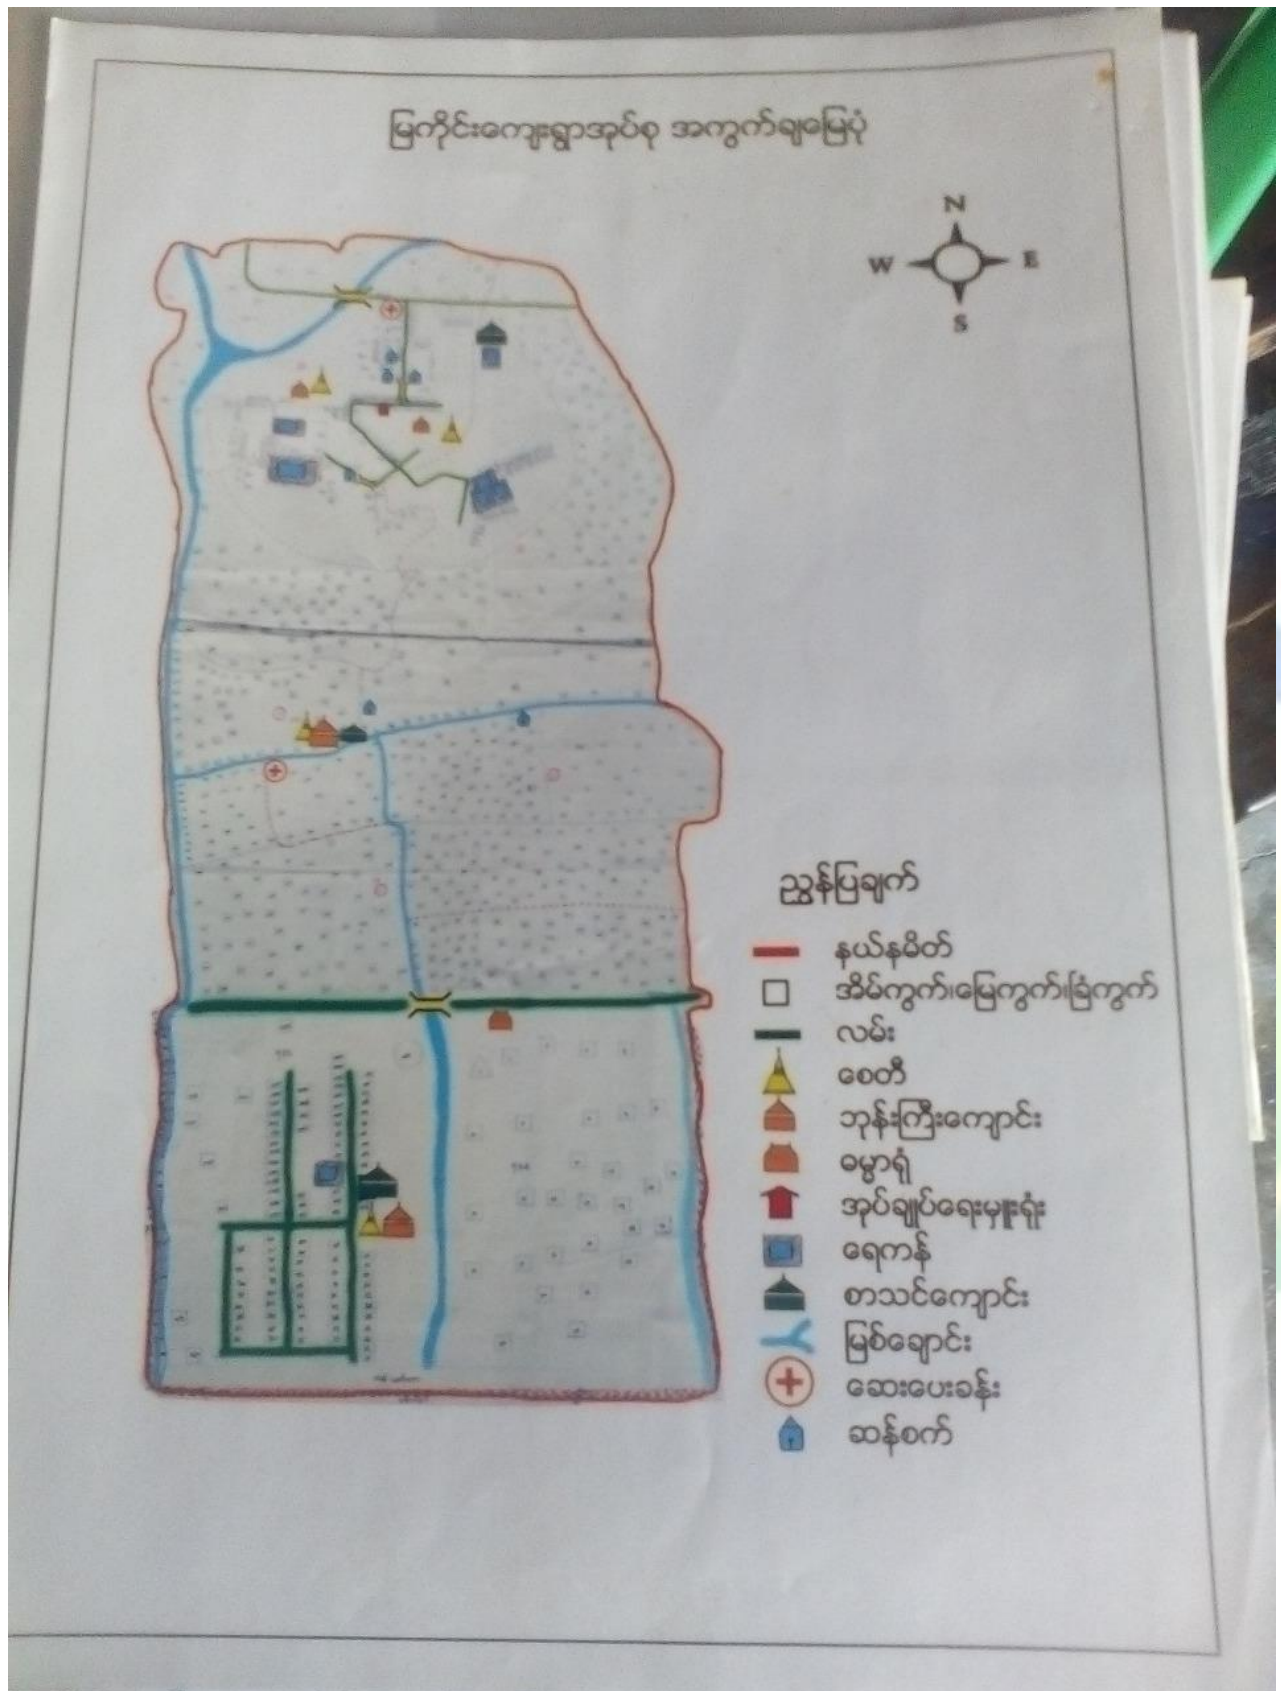 မြကိုင်းကျေးရွာအုပ်စု အကွက်ချမြေပုံ
N
W E
S
ညွှန်ပြချက်
နယ်နမိတ်
အိမ်ကွက်၊မြေကွက်၊ခြံကွက်
လမ်း
စေတီ
ဘုန်းကြီးကျောင်း
ဓမ္မာရုံ
အုပ်ချုပ်ရေးမှူးရုံး
ရေကန်
စာသင်ကျောင်း
မြစ်ချောင်း
ဆေးပေးခန်း
ဆန်စက်